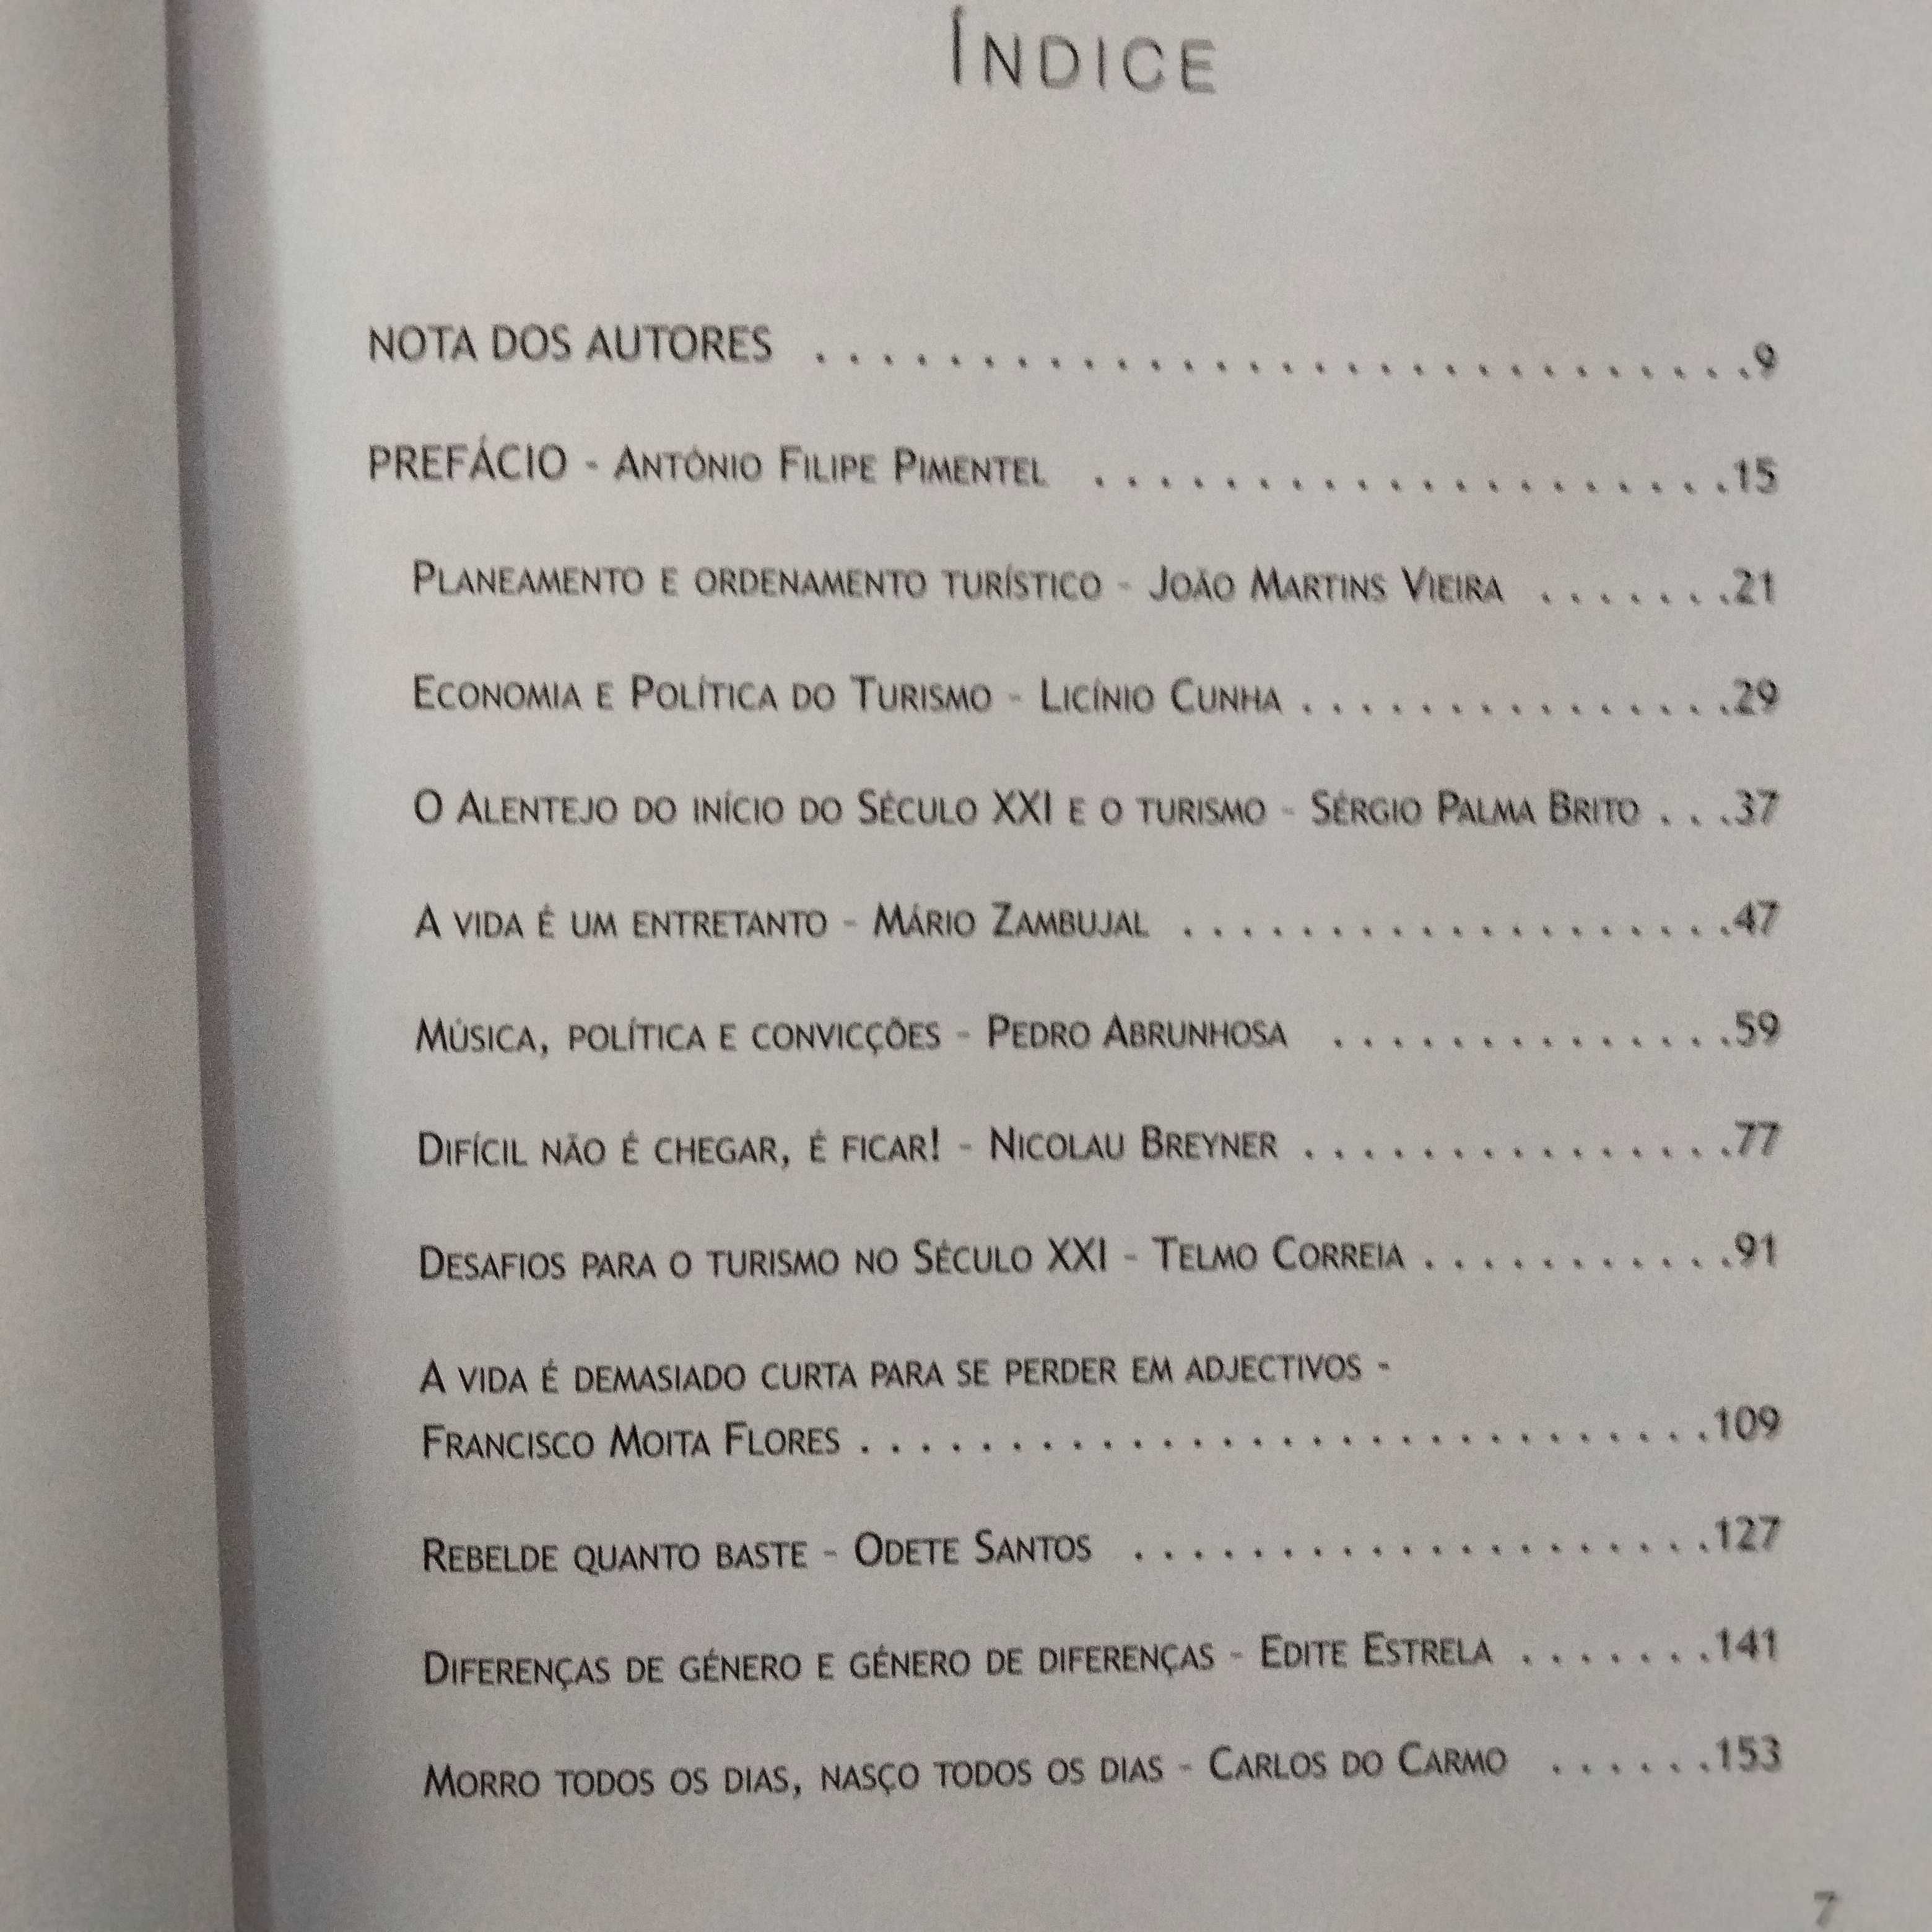 ÍNDICE
NOTA DOS AUTORES . . . . . . . . . . . . . . . . . . . . . . . . . . . . .9
PREFÁCIO - ANTÓNIO FILIPE PIMENTEL . . . . . . . . . . . . . . . . . . . .15
PLANEAMENTO E ORDENAMENTO TURÍSTICO - JOÃO MARTINS VIEIRA . . . . . . .21
ECONOMIA E POLÍTICA DO TURISMO - LICÍNIO CUNHA . . . . . . . . . . . . . . .29
O ALENTEJO DO INÍCIO DO SÉCULO XXI E O TURISMO - SÉRGIO PALMA BRITO . . .37
A VIDA É UM ENTRETANTO - MÁRIO ZAMBUJAL . . . . . . . . . . . . . . . . . . .47
MÚSICA, POLÍTICA E CONVICÇÕES - PEDRO ABRUNHOSA . . . . . . . . . . . . . .59
DIFÍCIL NÃO É CHEGAR, É FICAR! - NICOLAU BREYNER . . . . . . . . . . . . . . .77
DESAFIOS PARA O TURISMO NO SÉCULO XXI - TELMO CORREIA . . . . . . . . . . .91
A VIDA É DEMASIADO CURTA PARA SE PERDER EM ADJECTIVOS -
FRANCISCO MOITA FLORES . . . . . . . . . . . . . . . . . . . . . . . . . . . . .109
REBELDE QUANTO BASTE - ODETE SANTOS . . . . . . . . . . . . . . . . . . . .127
DIFERENÇAS DE GÉNERO E GÉNERO DE DIFERENÇAS - EDITE ESTRELA . . . . . . .141
MORRO TODOS OS DIAS, NASÇO TODOS OS DIAS - CARLOS DO CARMO . . . . . .153
7